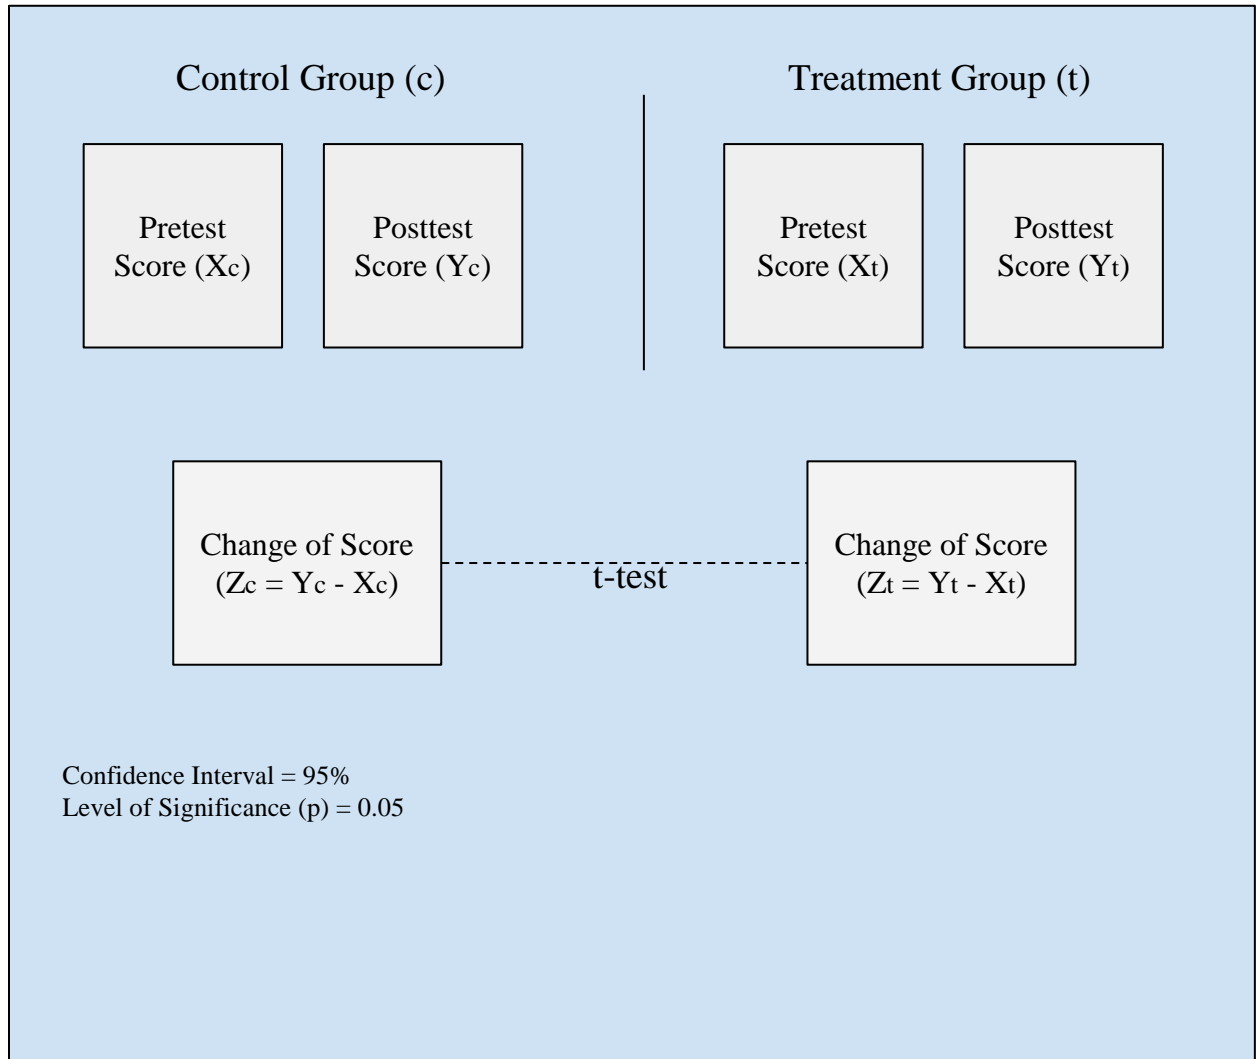 Control Group (c)
Treatment Group (t)
Pretest
Score (Xc)
Posttest
Score (Yc)
Pretest
Score (Xt)
Posttest
Score (Yt)
Change of Score
(Zc = Yc - Xc)
t-test
Change of Score
(Zt = Yt - Xt)
Confidence Interval = 95%
Level of Significance (p) = 0.05